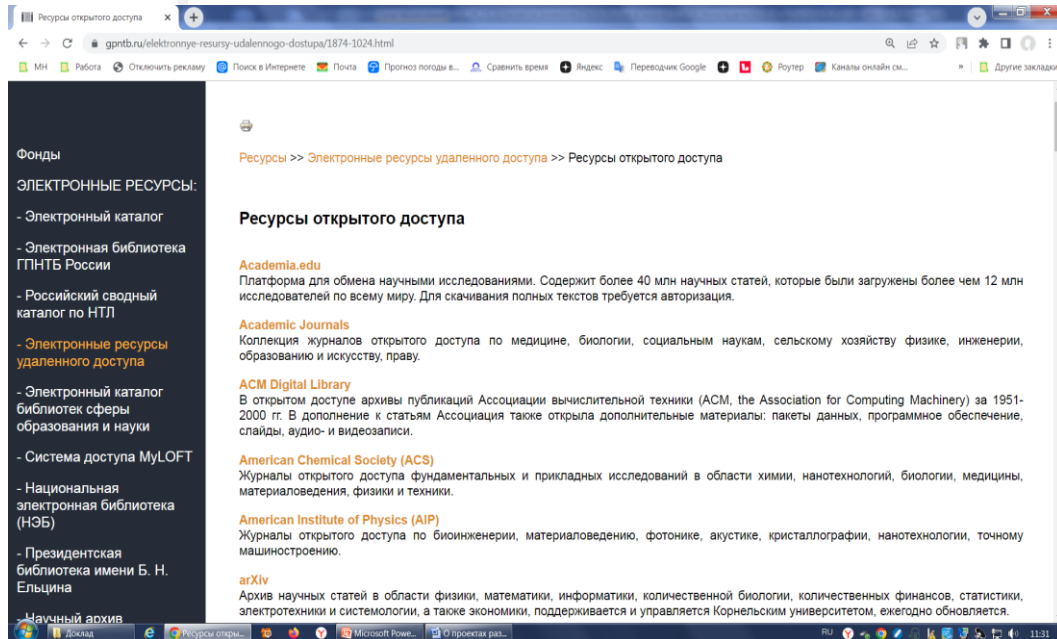 Ресурсы открытого доступа
gpntb.ru/elektronnye-resursy-udalennogo-dostupa/1874-1024.html
МН Работа Отключить рекламу Поиск в Интернете Почта Прогноз погоды в... Сравнить время Яндекс Переводчик Google Роутер Каналы онлайн см... » Другие закладки
Фонды
ЭЛЕКТРОННЫЕ РЕСУРСЫ:
- Электронный каталог
- Электронная библиотека
ГПНТБ России
- Российский сводный
каталог по НТЛ
- Электронные ресурсы
удаленного доступа
- Электронный каталог
библиотек сферы
образования и науки
- Система доступа MyLOFT
- Национальная
электронная библиотека
(НЭБ)
- Президентская
библиотека имени Б. Н.
Ельцина
- Научный архив
Ресурсы >> Электронные ресурсы удаленного доступа >> Ресурсы открытого доступа
Ресурсы открытого доступа
Academia.edu
Платформа для обмена научными исследованиями. Содержит более 40 млн научных статей, которые были загружены более чем 12 млн
исследователей по всему миру. Для скачивания полных текстов требуется авторизация.
Academic Journals
Коллекция журналов открытого доступа по медицине, биологии, социальным наукам, сельскому хозяйству физике, инженерии,
образованию и искусству, праву.
ACM Digital Library
В открытом доступе архивы публикаций Ассоциации вычислительной техники (ACM, the Association for Computing Machinery) за 1951-
2000 гг. В дополнение к статьям Ассоциация также открыла дополнительные материалы: пакеты данных, программное обеспечение,
слайды, аудио- и видеозаписи.
American Chemical Society (ACS)
Журналы открытого доступа фундаментальных и прикладных исследований в области химии, нанотехнологий, биологии, медицины,
материаловедения, физики и техники.
American Institute of Physics (AIP)
Журналы открытого доступа по биоинженерии, материаловедению, фотонике, акустике, кристаллографии, нанотехнологии, точному
машиностроению.
arXiv
Архив научных статей в области физики, математики, информатики, количественной биологии, количественных финансов, статистики,
электротехники и системологии, а также экономики, поддерживается и управляется Корнельским университетом, ежегодно обновляется.
Доклад Ресурсы откры... Microsoft Powe... О проектах раз... RU 11:31